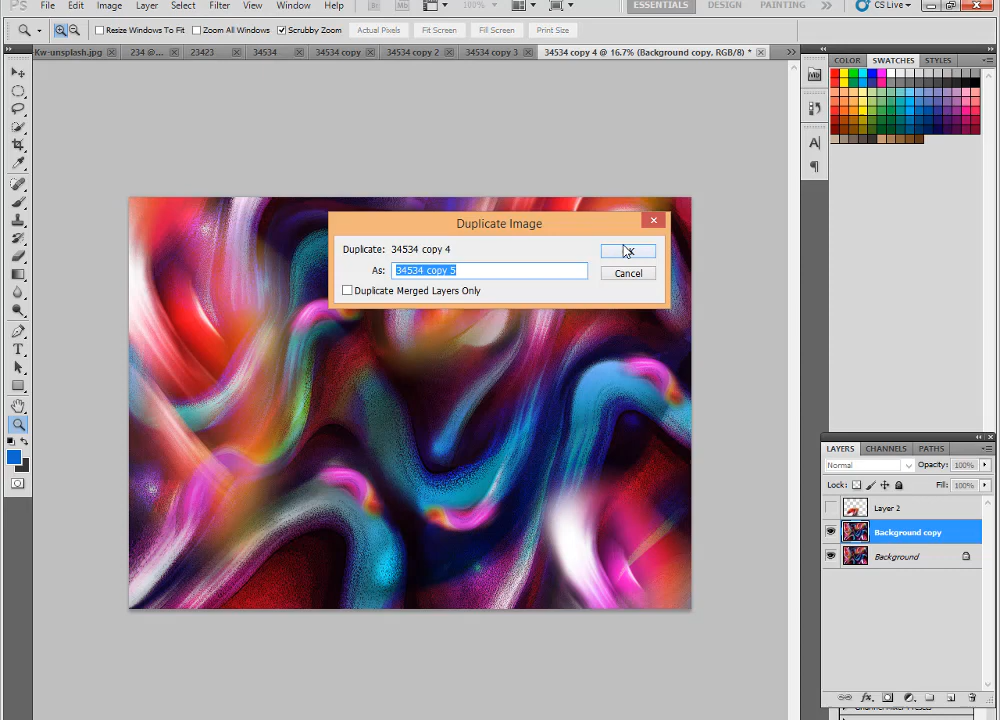 Ps File Edit Image Layer Select Filter View Window Help Br Mb 100% ESSENTIALS DESIGN PAINTING >> CS Live
Resize Windows To Fit Zoom All Windows Scrubby Zoom Actual Pixels Fit Screen Fill Screen Print Size
Kw-unsplash.jpg 234 @... 23423 34534 34534 copy 34534 copy 2 34534 copy 3 34534 copy 4 @ 16.7% (Background copy, RGB/8) *
COLOR SWATCHES STYLES
Mb
Duplicate Image
Duplicate: 34534 copy 4
As: 34534 copy 5
Cancel
Duplicate Merged Layers Only
LAYERS CHANNELS PATHS
Normal Opacity: 100%
Lock: Fill: 100%
Layer 2
Background copy
Background